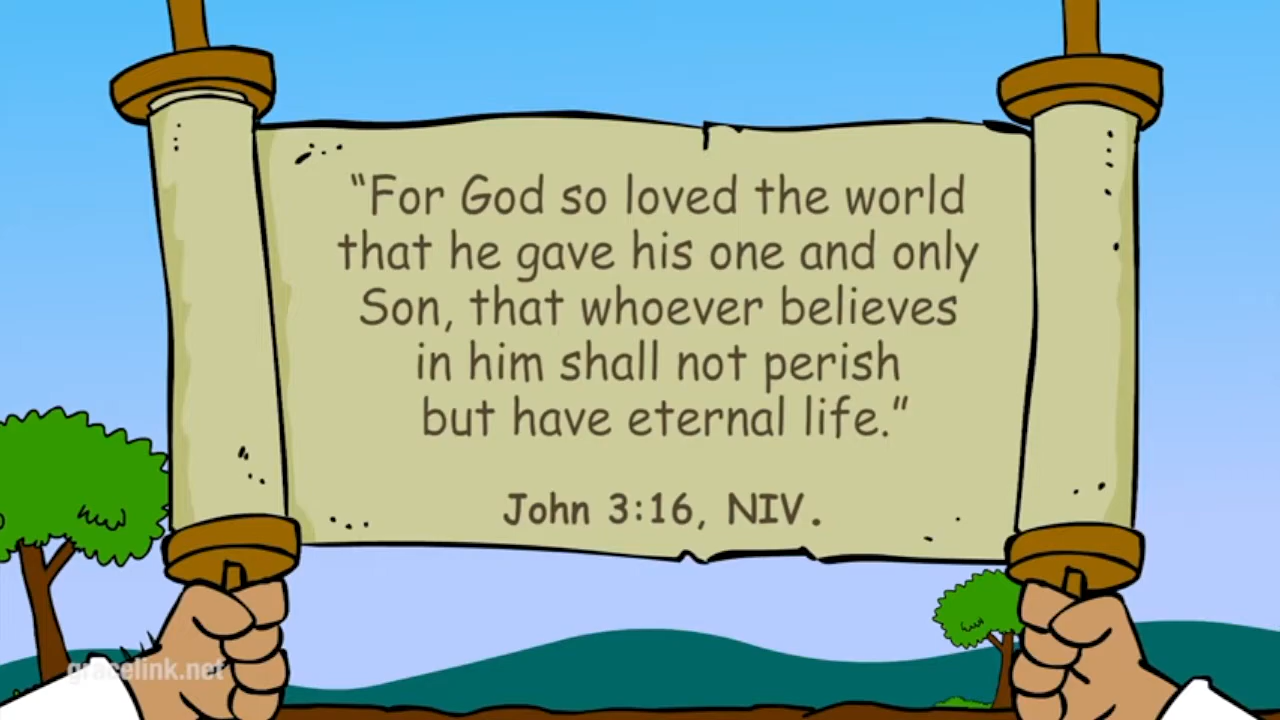 “For God so loved the world
that he gave his one and only
Son, that whoever believes
in him shall not perish
but have eternal life.”
John 3:16, NIV.
gracelink.net